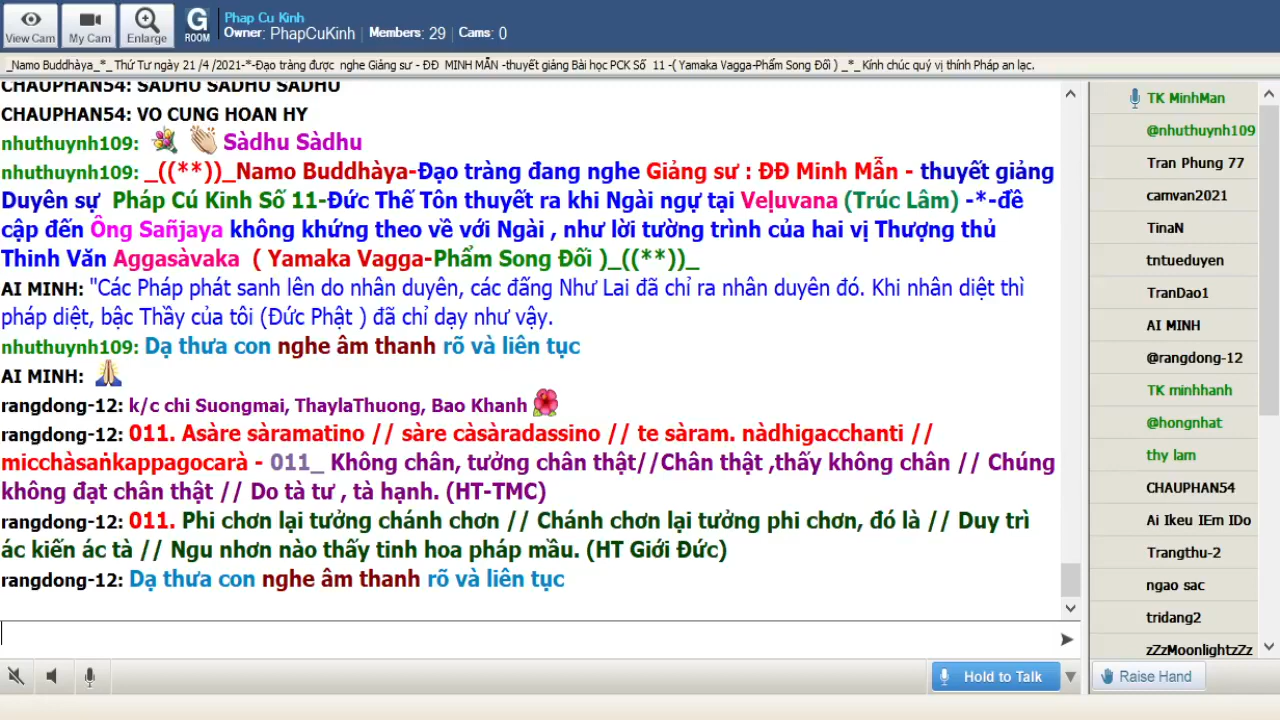 View Cam
My Cam
Enlarge
G
ROOM
Phap Cu Kinh
Owner: PhapCuKinh | Members: 29 | Cams: 0
_Namo Buddhàya_*_ Thứ Tư ngày 21 /4 /2021-*-Đạo tràng được nghe Giảng sư - ĐĐ MINH MẪN -thuyết giảng Bài học PCK Số 11 -( Yamaka Vagga-Phẩm Song Đối ) _*_ Kính chúc quý vị thính Pháp an lạc.
CHAUPHAN54: SADHU SADHU SADHU
CHAUPHAN54: VO CUNG HOAN HY
nhuthuynh109: Sàdhu Sàdhu
nhuthuynh109: _((**))_Namo Buddhàya-Đạo tràng đang nghe Giảng sư : ĐĐ Minh Mẫn - thuyết giảng
Duyên sự Pháp Cú Kinh Số 11-Đức Thế Tôn thuyết ra khi Ngài ngự tại Veḷuvana (Trúc Lâm) -*-đề
cập đến Ông Sañjaya không khứng theo về với Ngài , như lời tường trình của hai vị Thượng thủ
Thinh Văn Aggasàvaka ( Yamaka Vagga-Phẩm Song Đối )_((**))_
AI MINH: "Các Pháp phát sanh lên do nhân duyên, các đấng Như Lai đã chỉ ra nhân duyên đó. Khi nhân diệt thì
pháp diệt, bậc Thầy của tôi (Đức Phật ) đã chỉ dạy như vậy.
nhuthuynh109: Dạ thưa con nghe âm thanh rõ và liên tục
AI MINH:
rangdong-12: k/c chi Suongmai, ThaylaThuong, Bao Khanh
rangdong-12: 011. Asàre sàramatino // sàre càsàradassino // te sàram. nàdhigacchanti //
micchàsaṅkappagocarà - 011_ Không chân, tưởng chân thật//Chân thật ,thấy không chân // Chúng
không đạt chân thật // Do tà tư , tà hạnh. (HT-TMC)
rangdong-12: 011. Phi chơn lại tưởng chánh chơn // Chánh chơn lại tưởng phi chơn, đó là // Duy trì
ác kiến ác tà // Ngu nhơn nào thấy tinh hoa pháp mầu. (HT Giới Đức)
rangdong-12: Dạ thưa con nghe âm thanh rõ và liên tục
Hold to Talk
TK MinhMan
@nhuthuynh109
Tran Phung 77
camvan2021
TinaN
tntueduyen
TranDao1
AI MINH
@rangdong-12
TK minhhanh
@hongnhat
thy lam
CHAUPHAN54
Ai Ikeu IEm IDo
Trangthu-2
ngao sac
tridang2
zZzMoonlightzZz
Raise Hand